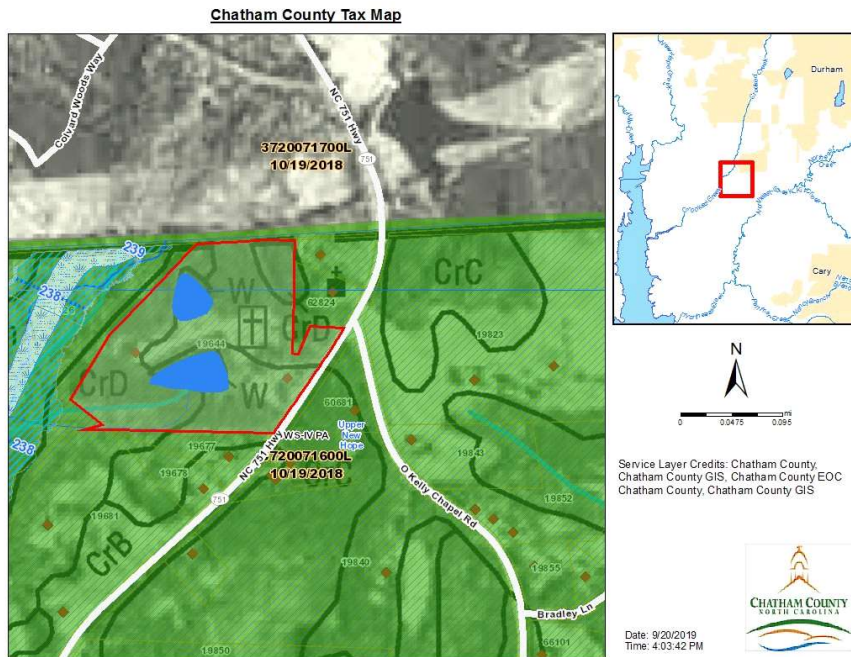 Chatham County Tax Map
Colvard Woods Way
NC 751 Hwy
3720071700L
10/19/2018
751
Durham
Cary
239
238
W
CrC
62824
CrD
19823
19644
CrD
W
60681
238
WS-IV PA
Upper
New
Hope
19677
NC 751 Hwy
3720071600L
10/19/2018
19843
19678
751
O Kelly Chapel Rd
19852
19681
CrB
19840
19855
Bradley Ln
19850
66101
N
mi
0 0.0475 0.095
Service Layer Credits: Chatham County,
Chatham County GIS, Chatham County EOC
Chatham County, Chatham County GIS
CHATHAM COUNTY
NORTH CAROLINA
Date: 9/20/2019
Time: 4:03:42 PM